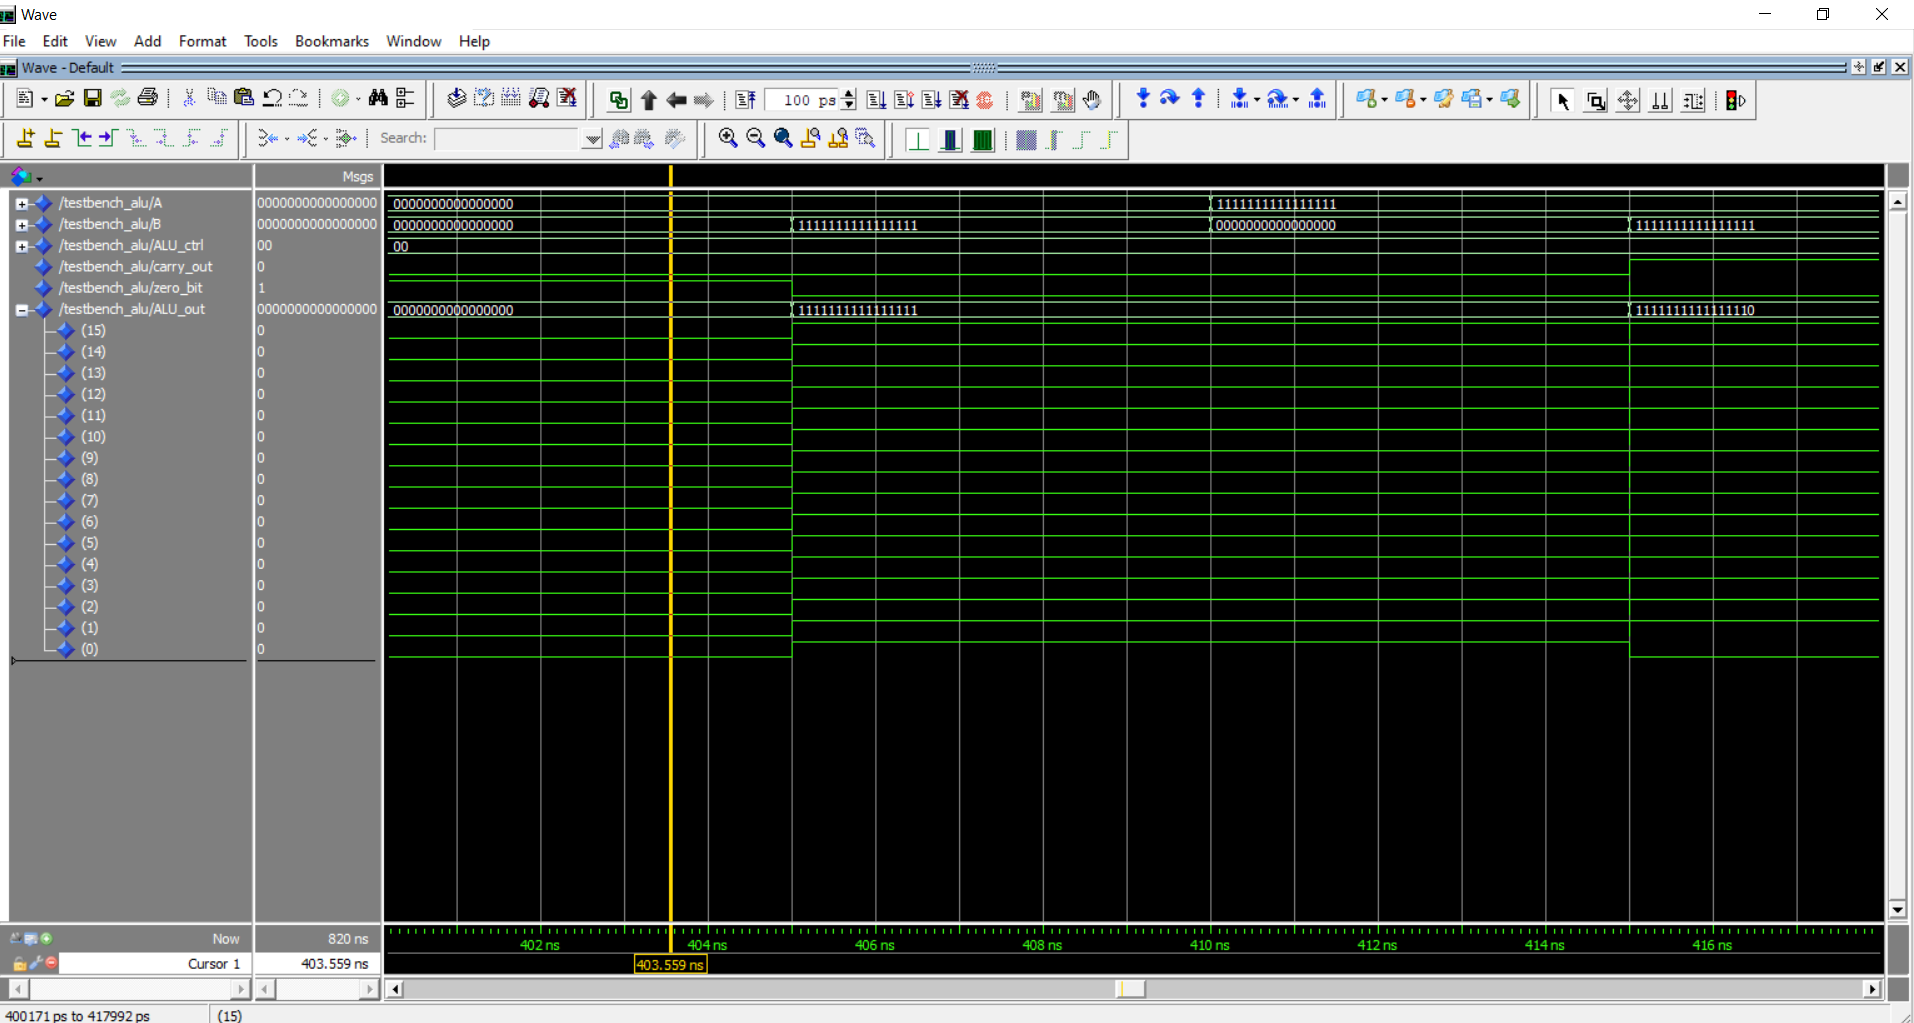 Wave
File Edit View Add Format Tools Bookmarks Window Help
Wave - Default
100 ps
Search:
Msgs
/testbench_alu/A 0000000000000000 0000000000000000 1111111111111111
/testbench_alu/B 0000000000000000 0000000000000000 1111111111111111 0000000000000000 1111111111111111
/testbench_alu/ALU_ctrl 00 00
/testbench_alu/carry_out 0
/testbench_alu/zero_bit 1
/testbench_alu/ALU_out 0000000000000000 0000000000000000 1111111111111111 1111111111111110
(15) 0
(14) 0
(13) 0
(12) 0
(11) 0
(10) 0
(9) 0
(8) 0
(7) 0
(6) 0
(5) 0
(4) 0
(3) 0
(2) 0
(1) 0
(0) 0
Now 820 ns 402 ns 404 ns 406 ns 408 ns 410 ns 412 ns 414 ns 416 ns
Cursor 1 403.559 ns 403.559 ns
400171 ps to 417992 ps (15)